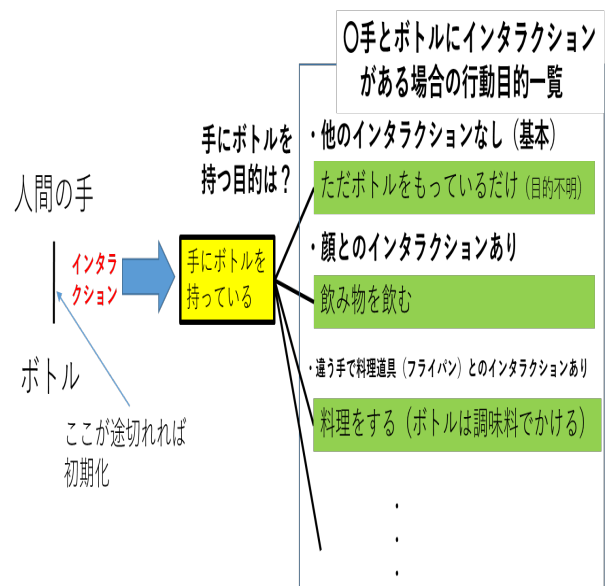 〇手とボトルにインタラクション
がある場合の行動目的一覧
手にボトルを
持つ目的は？
・他のインタラクションなし（基本）
ただボトルをもっているだけ（目的不明）
人間の手
インタラ
クション
手にボトルを
持っている
・顔とのインタラクションあり
飲み物を飲む
ボトル
・違う手で料理道具（フライパン）とのインタラクションあり
料理をする（ボトルは調味料でかける）
ここが途切れれば
初期化
・
・
・